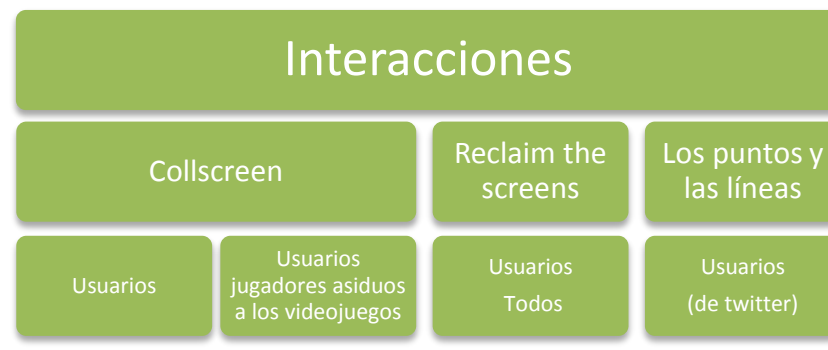 Interacciones
Collscreen
Reclaim the
screens
Los puntos y
las líneas
Usuarios
Usuarios
jugadores asiduos
a los videojuegos
Usuarios
Todos
Usuarios
(de twitter)